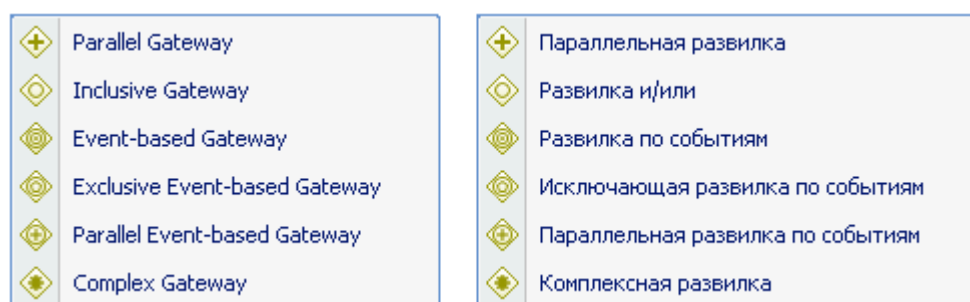 Parallel Gateway
Inclusive Gateway
Event-based Gateway
Exclusive Event-based Gateway
Parallel Event-based Gateway
Complex Gateway
Параллельная развилка
Развилка и/или
Развилка по событиям
Исключающая развилка по событиям
Параллельная развилка по событиям
Комплексная развилка